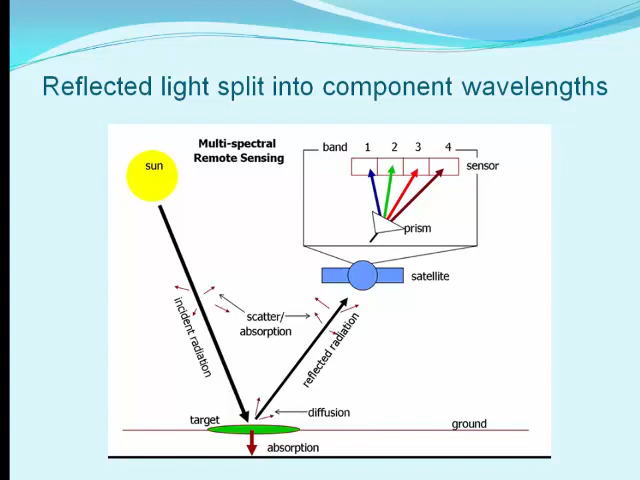 Reflected light split into component wavelengths
Multi-spectral
Remote Sensing
band 1 2 3 4
sun
sensor
prism
satellite
scatter/
absorption
incident radiation
reflected radiation
diffusion
target
ground
absorption